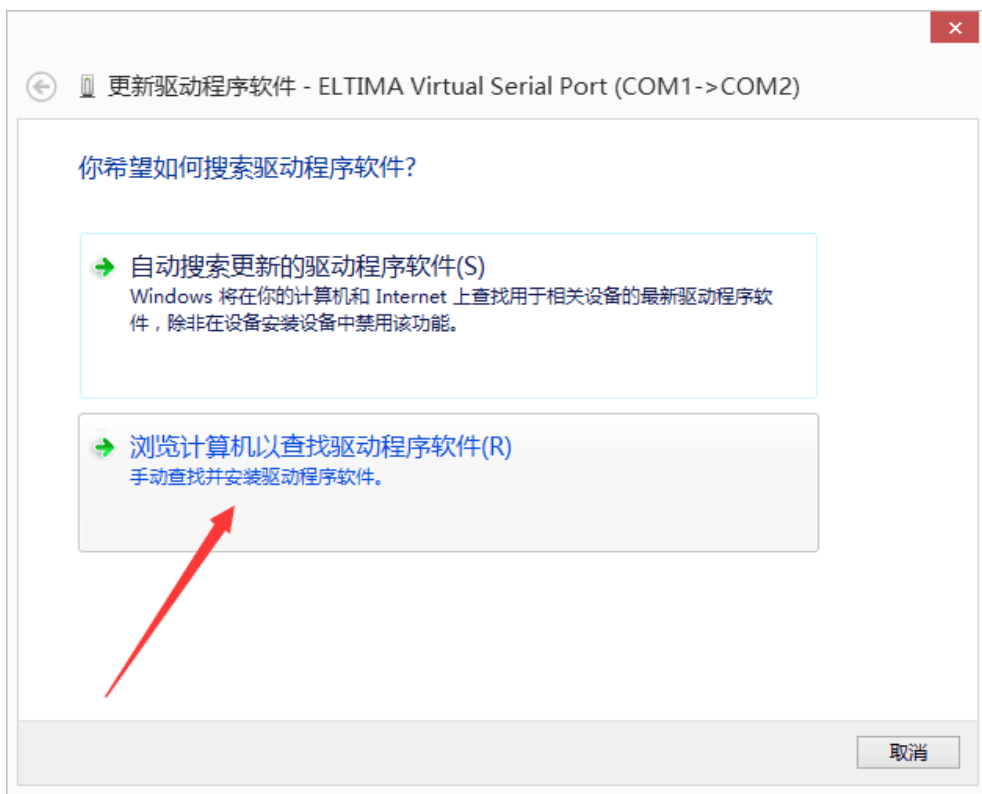 更新驱动程序软件 - ELTIMA Virtual Serial Port (COM1->COM2)
你希望如何搜索驱动程序软件?
自动搜索更新的驱动程序软件(S)
Windows 将在你的计算机和 Internet 上查找用于相关设备的最新驱动程序软
件，除非在设备安装设备中禁用该功能。
浏览计算机以查找驱动程序软件(R)
手动查找并安装驱动程序软件。
取消